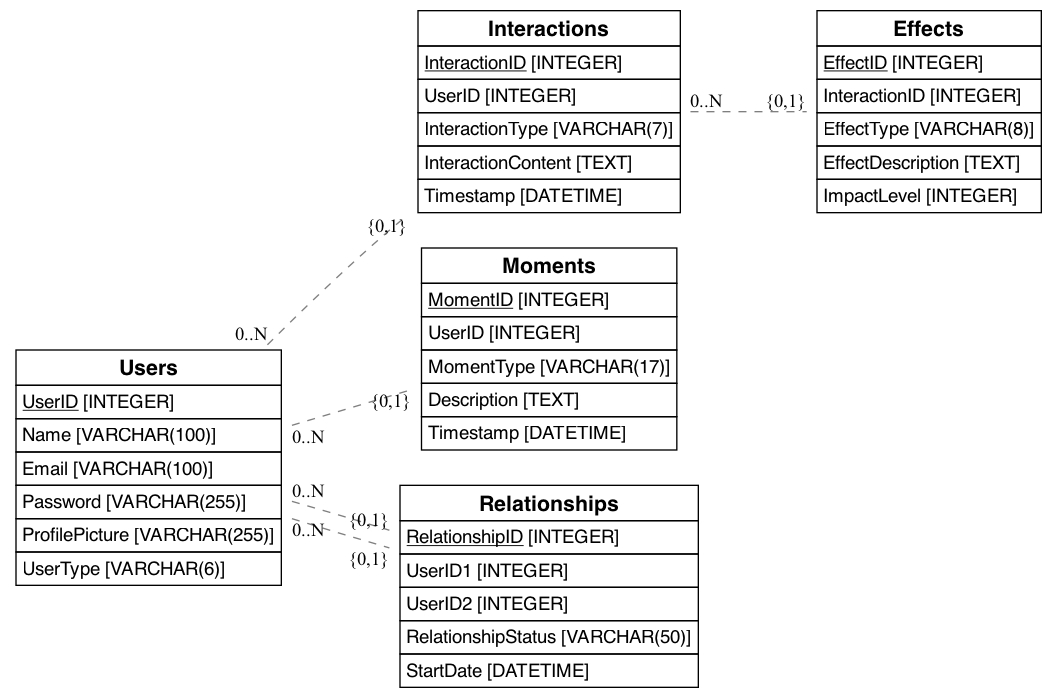 Interactions
InteractionID [INTEGER]
UserID [INTEGER]
InteractionType [VARCHAR(7)]
InteractionContent [TEXT]
Timestamp [DATETIME]
0..N
{0,1}
Effects
EffectID [INTEGER]
InteractionID [INTEGER]
EffectType [VARCHAR(8)]
EffectDescription [TEXT]
ImpactLevel [INTEGER]
{0,1}
0..N
Moments
MomentID [INTEGER]
UserID [INTEGER]
MomentType [VARCHAR(17)]
Description [TEXT]
Timestamp [DATETIME]
Users
UserID [INTEGER]
Name [VARCHAR(100)]
Email [VARCHAR(100)]
Password [VARCHAR(255)]
ProfilePicture [VARCHAR(255)]
UserType [VARCHAR(6)]
{0,1}
0..N
0..N
{0,1}
0..N
{0,1}
Relationships
RelationshipID [INTEGER]
UserID1 [INTEGER]
UserID2 [INTEGER]
RelationshipStatus [VARCHAR(50)]
StartDate [DATETIME]